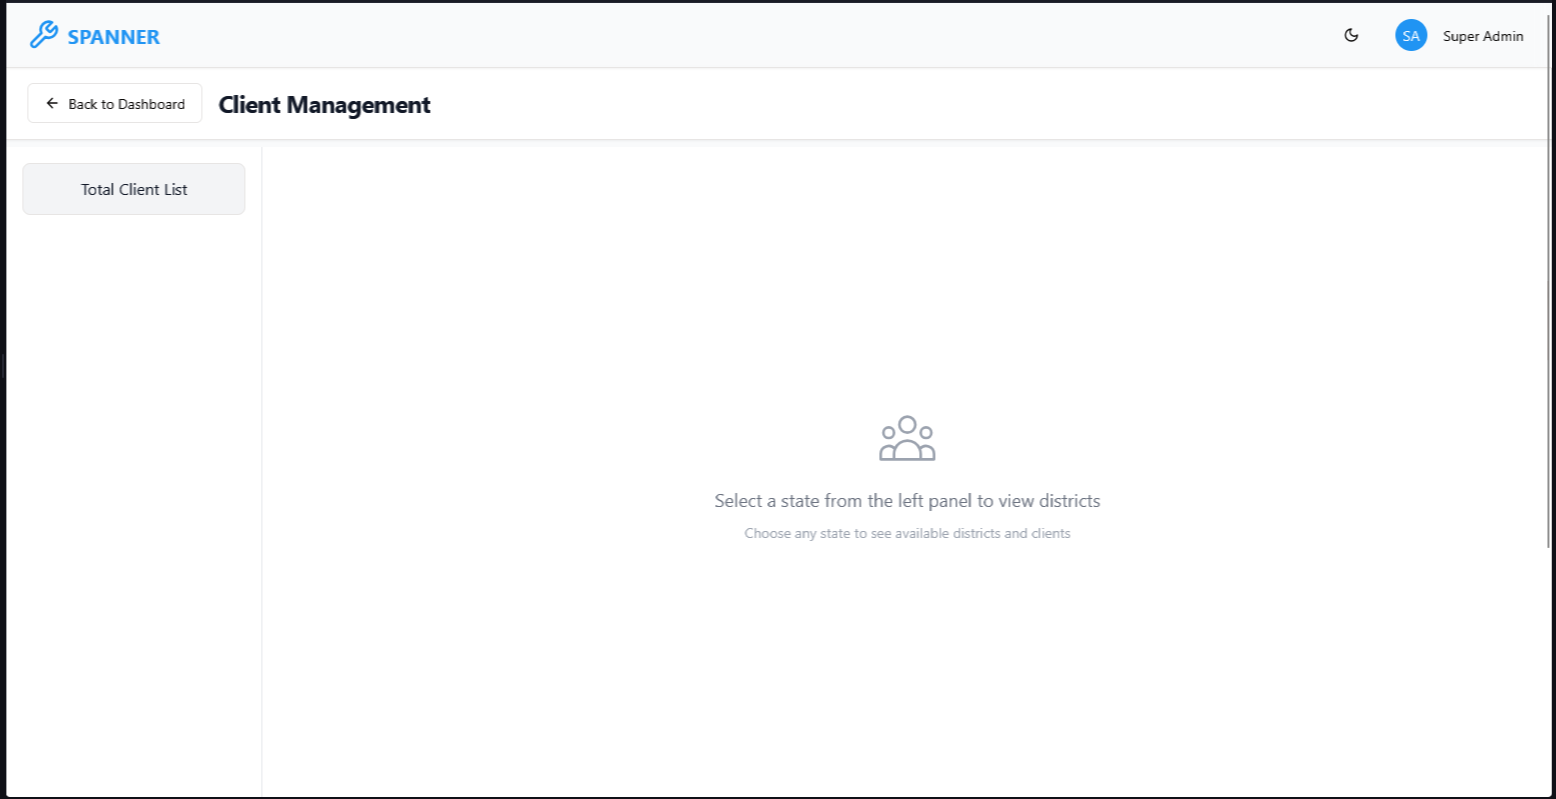 SPANNER
SA
Super Admin
Back to Dashboard
Client Management
Total Client List
Select a state from the left panel to view districts
Choose any state to see available districts and clients